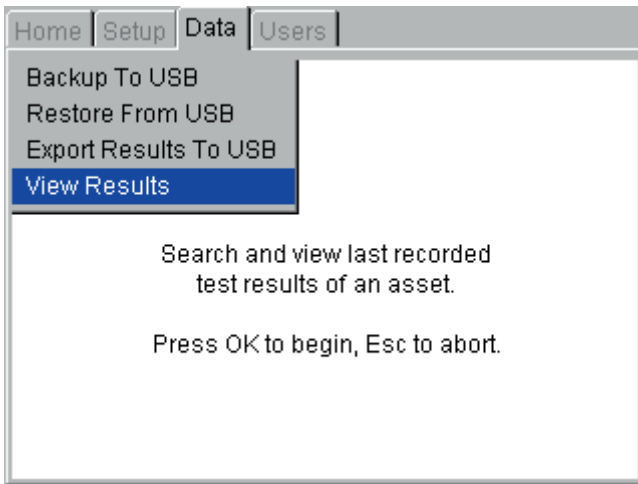 Home Setup Data Users
Backup To USB
Restore From USB
Export Results To USB
View Results
Search and view last recorded
test results of an asset.
Press OK to begin, Esc to abort.